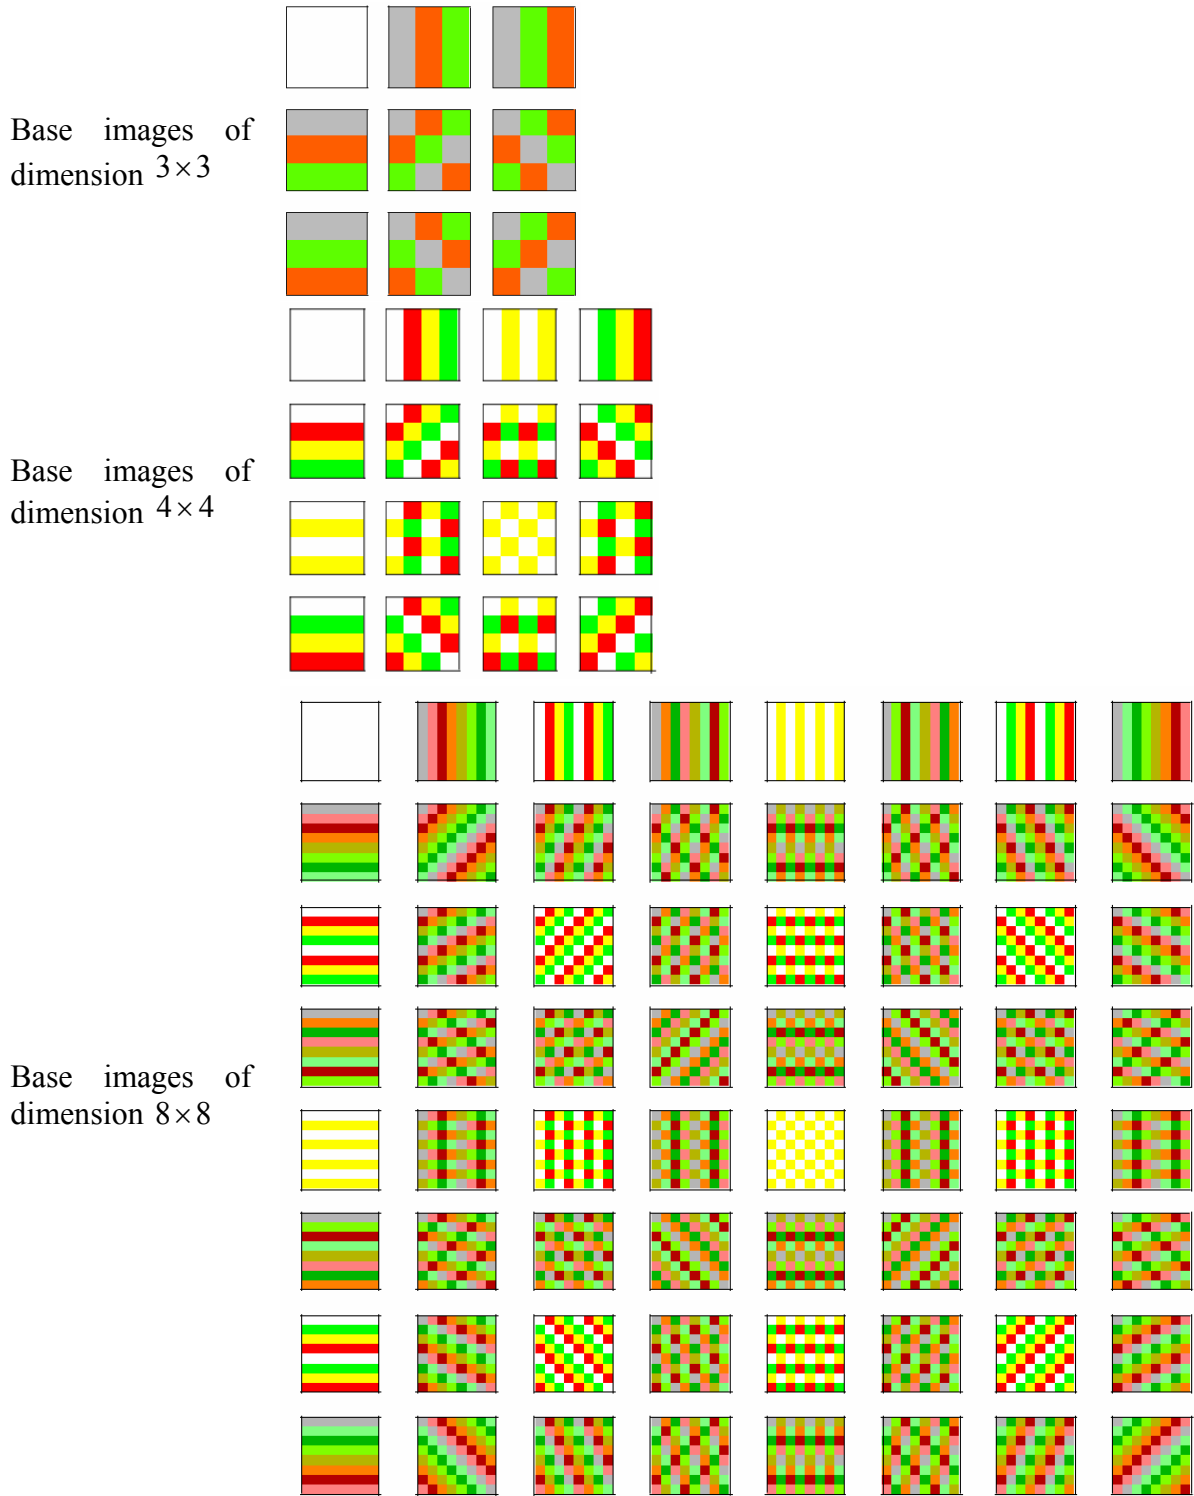 Base images of
dimension 3×3
Base images of
dimension 4×4
Base images of
dimension 8×8